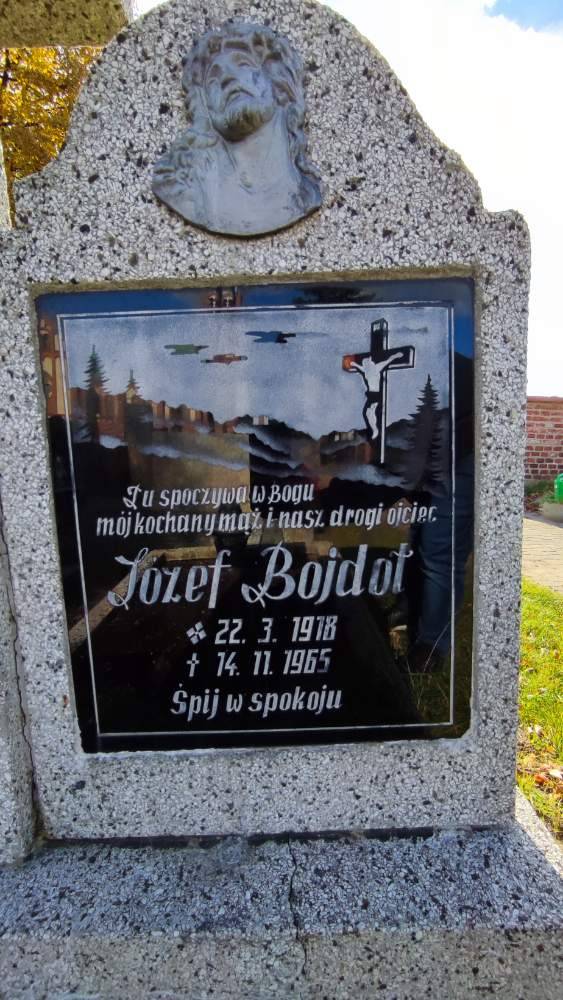 Tu spoczywa w Bogu
mój kochany mąż i nasz drogi ojciec
Józef Bojdoł
22. 3. 1918
† 14. 11. 1965
Śpij w spokoju